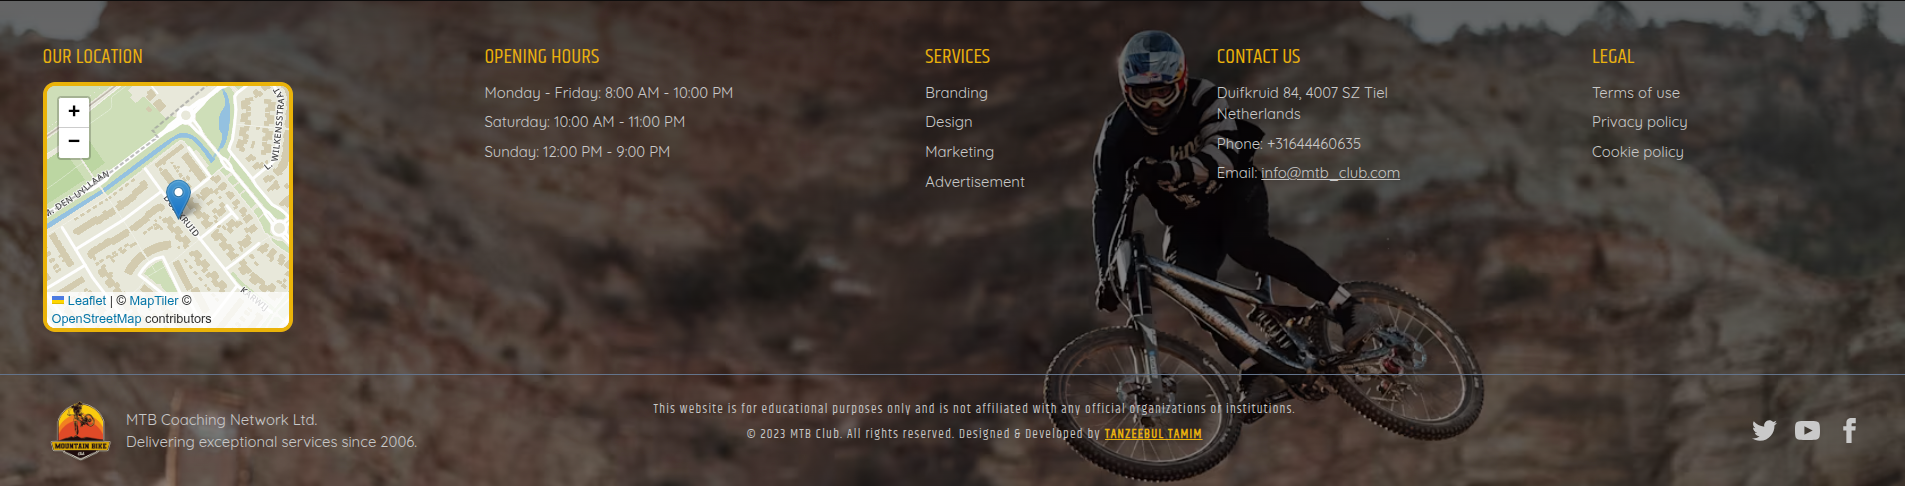 OUR LOCATION
+
−
L. WILKENSSTRAAT
M. DEN-UYLLAAN
KARWIJ
Leaflet | © MapTiler ©
OpenStreetMap contributors
OPENING HOURS
Monday - Friday: 8:00 AM - 10:00 PM
Saturday: 10:00 AM - 11:00 PM
Sunday: 12:00 PM - 9:00 PM
SERVICES
Branding
Design
Marketing
Advertisement
CONTACT US
Duifkruid 84, 4007 SZ Tiel
Netherlands
Phone: +31644460635
Email: info@mtb_club.com
LEGAL
Terms of use
Privacy policy
Cookie policy
MOUNTAIN BIKE
MTB Coaching Network Ltd.
Delivering exceptional services since 2006.
This website is for educational purposes only and is not affiliated with any official organizations or institutions.
© 2023 MTB Club. All rights reserved. Designed & Developed by TANZEEBUL TAMIM